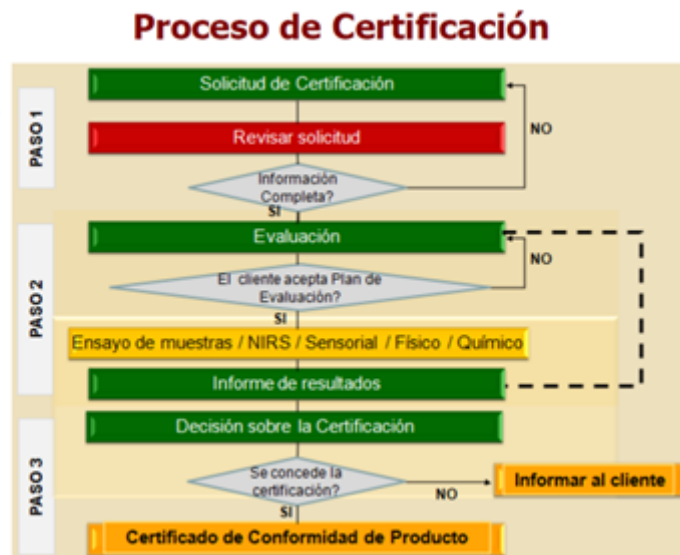 Proceso de Certificación
PASO 1
Solicitud de Certificación
Revisar solicitud
NO
Información
Completa?
SI
PASO 2
Evaluación
NO
El cliente acepta Plan de
Evaluación?
SI
Ensayo de muestras / NIRS / Sensorial / Físico / Químico
Informe de resultados
PASO 3
Decisión sobre la Certificación
Se concede la
certificación?
NO
Informar al cliente
SI
Certificado de Conformidad de Producto